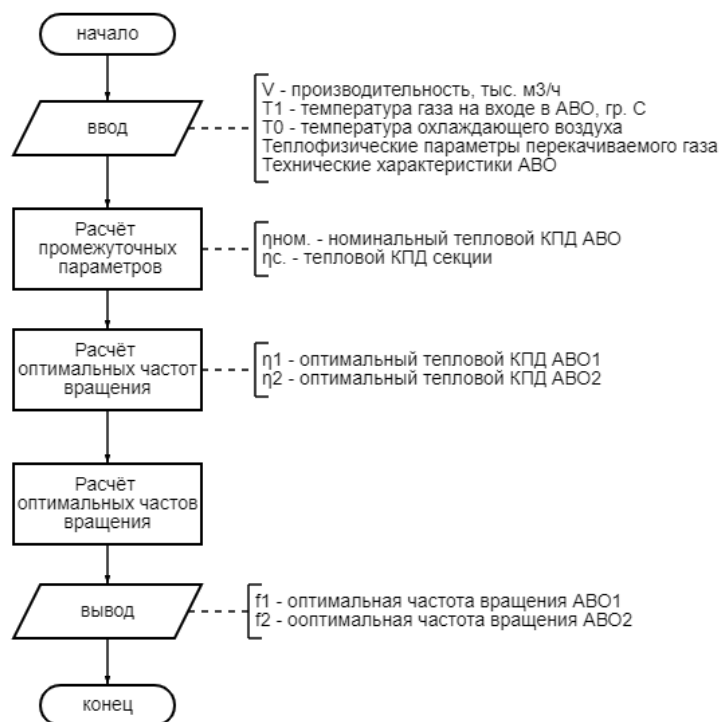 начало
ввод
V - производительность, тыс. м3/ч
T1 - температура газа на входе в АВО, гр. С
T0 - температура охлаждающего воздуха
Теплофизические параметры перекачиваемого газа
Технические характеристики АВО
Расчёт
промежуточных
параметров
ηном. - номинальный тепловой КПД АВО
ηс. - тепловой КПД секции
Расчёт
оптимальных частот
вращения
η1 - оптимальный тепловой КПД АВО1
η2 - оптимальный тепловой КПД АВО2
Расчёт
оптимальных частов
вращения
вывод
f1 - оптимальная частота вращения АВО1
f2 - ооптимальная частота вращения АВО2
конец